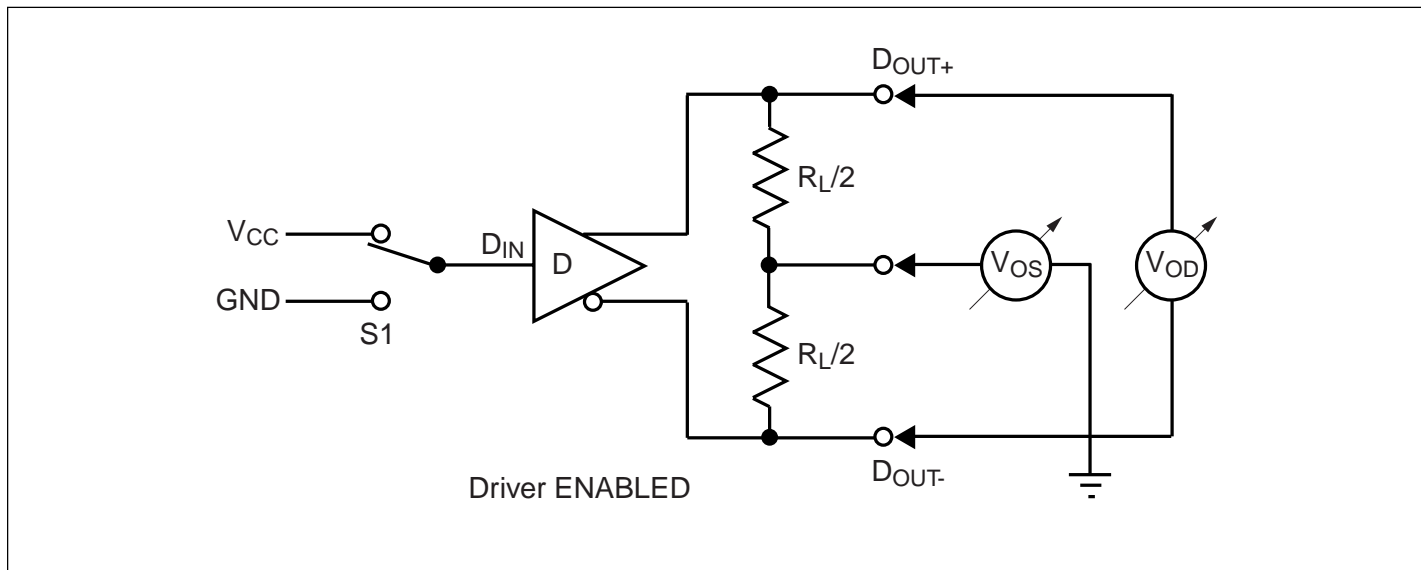 DOUT+
RL/2
VCC
DIN
D
VOS
VOD
GND
S1
RL/2
DOUT-
Driver ENABLED